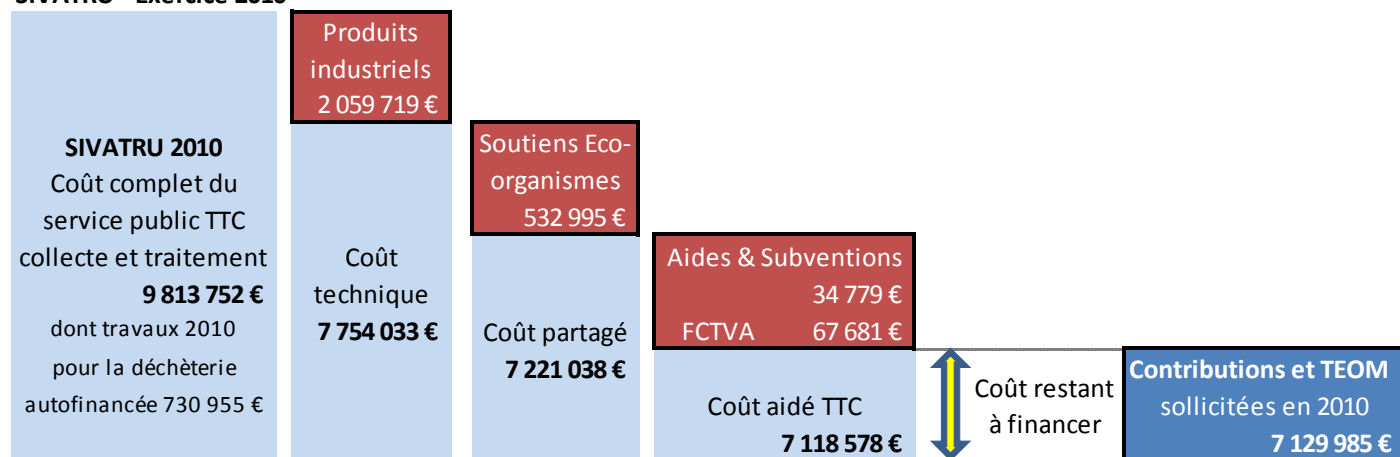 Produits
industriels
2 059 719 €
SIVATRU 2010
Coût complet du
service public TTC
collecte et traitement
9 813 752 €
dont travaux 2010
pour la déchèterie
autofinancée 730 955 €
Coût
technique
7 754 033 €
Soutiens Eco-
organismes
532 995 €
Coût partagé
7 221 038 €
Aides & Subventions
34 779 €
FCTVA 67 681 €
Coût aidé TTC
7 118 578 €
Coût restant
à financer
Contributions et TEOM
sollicitées en 2010
7 129 985 €